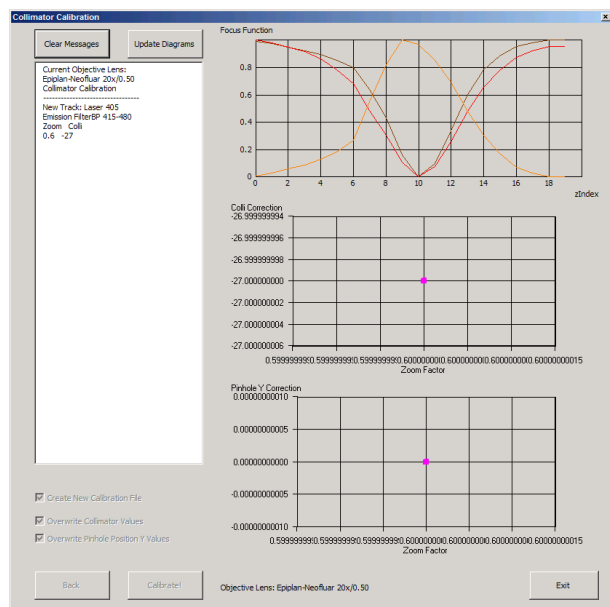 Collimator Calibration
x
Clear Messages
Update Diagrams
Current Objective Lens:
Epiplan-Neofluar 20x/0.50
Collimator Calibration
---------------------------------
New Track: Laser 405
Emission FilterBP 415-480
Zoom Colli
0.6 -27
Focus Function
0.8
0.6
0.4
0.2
0
0 2 4 6 8 10 12 14 16 18
zIndex
Colli Correction
-26.999999994
-26.999999996
-26.999999998
-27.000000000
-27.000000002
-27.000000004
-27.000000006
0.60000000015
Zoom Factor
Pinhole Y Correction
0.00000000010
0.00000000005
0.00000000000
-0.00000000005
-0.00000000010
0.60000000015
Zoom Factor
Create New Calibration File
Overwrite Collimator Values
Overwrite Pinhole Position Y Values
Back
Calibrate!
Objective Lens: Epiplan-Neofluar 20x/0.50
Exit